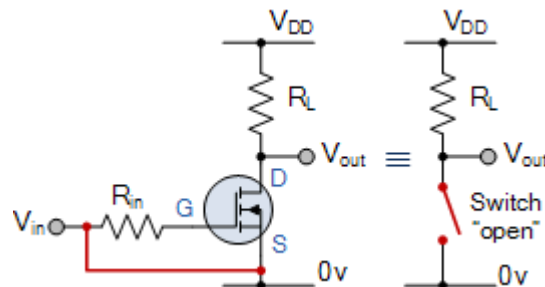 VDD
VDD
RL
RL
Vout
≡
Vout
D
Rin
G
Switch
"open"
Vin
S
0v
0v